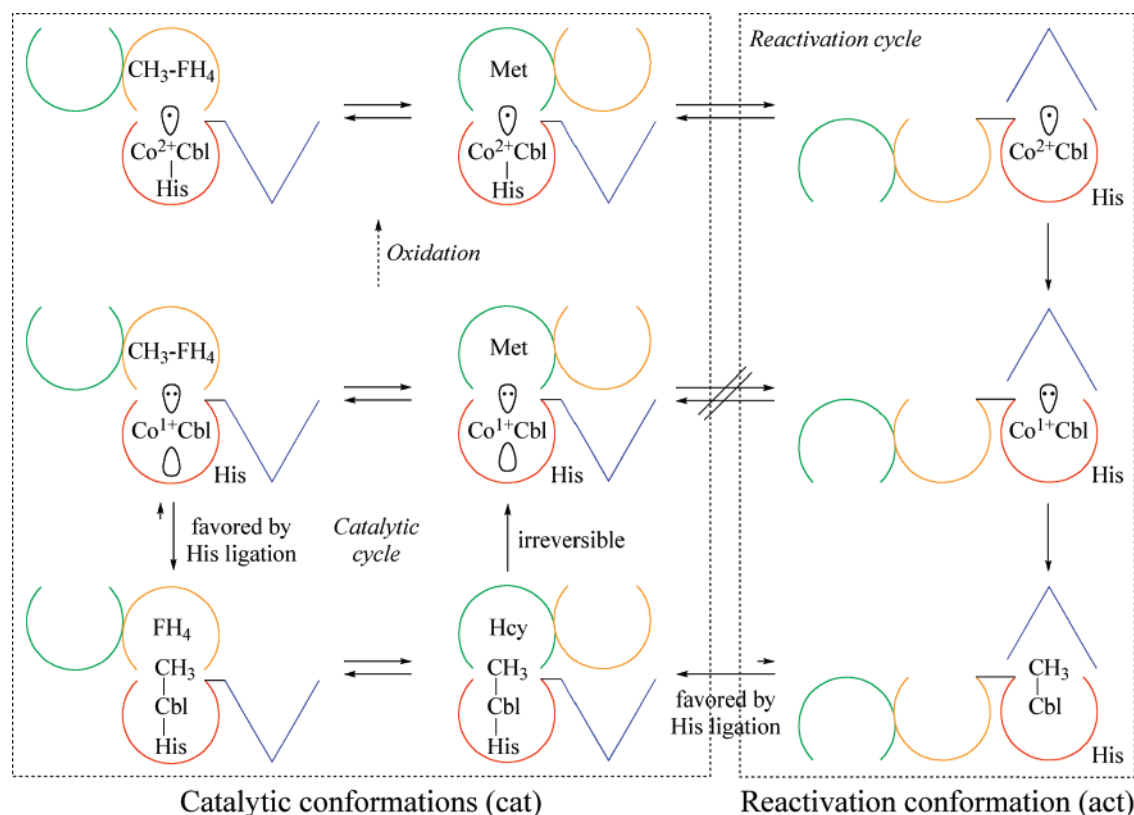 Reactivation cycle
CH₃-FH₄
Met
Co²⁺Cbl
His
Co²⁺Cbl
His
Co²⁺Cbl
His
Oxidation
CH₃-FH₄
Met
Co¹⁺Cbl
His
Co¹⁺Cbl
His
Co¹⁺Cbl
His
favored by
His ligation
Catalytic
cycle
irreversible
FH₄
CH₃
Cbl
His
Hcy
CH₃
Cbl
His
favored by
His ligation
CH₃
Cbl
His
Catalytic conformations (cat)
Reactivation conformation (act)